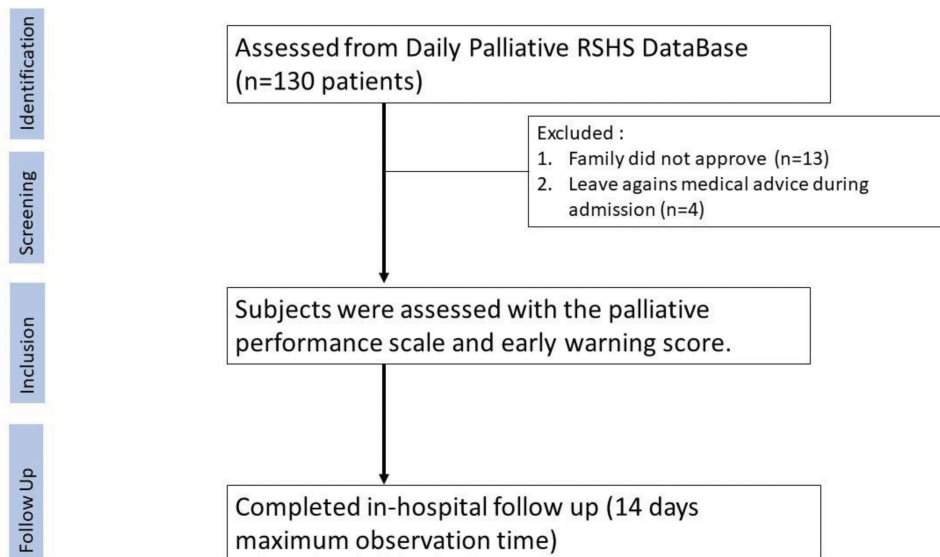 Identification
Assessed from Daily Palliative RSHS DataBase
(n=130 patients)
Screening
Excluded :
1. Family did not approve (n=13)
2. Leave agains medical advice during
admission (n=4)
Inclusion
Subjects were assessed with the palliative
performance scale and early warning score.
Follow Up
Completed in-hospital follow up (14 days
maximum observation time)